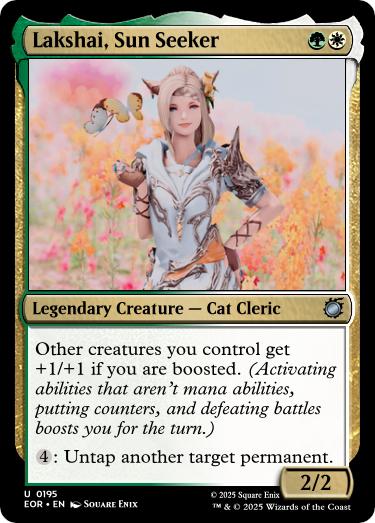 Lakshai, Sun Seeker
Legendary Creature — Cat Cleric
Other creatures you control get
+1/+1 if you are boosted. (Activating
abilities that aren't mana abilities,
putting counters, and defeating battles
boosts you for the turn.)
4: Untap another target permanent.
2/2
U 0195
EOR • EN SQUARE ENIX
© 2025 Square Enix
™ & © 2025 Wizards of the Coast